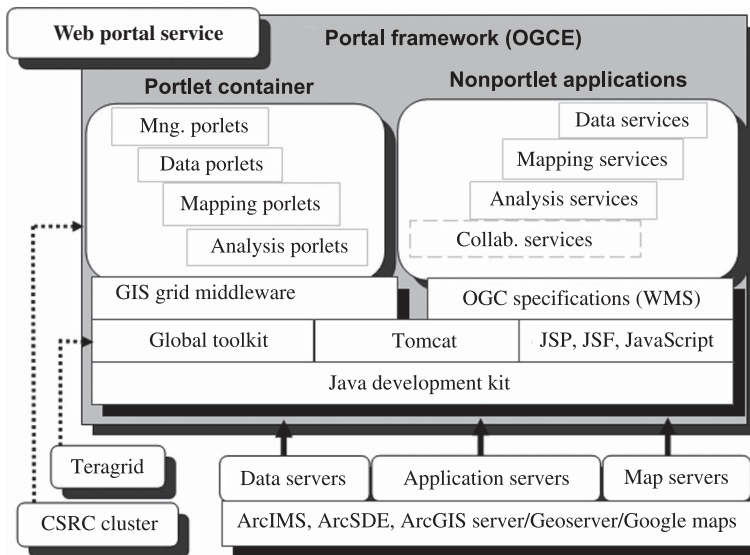 Web portal service
Portal framework (OGCE)
Portlet container
Nonportlet applications
Mng. porlets
Data porlets
Mapping porlets
Analysis porlets
Data services
Mapping services
Analysis services
Collab. services
GIS grid middleware
OGC specifications (WMS)
Global toolkit
Tomcat
JSP, JSF, JavaScript
Java development kit
Teragrid
CSRC cluster
Data servers
Application servers
Map servers
ArcIMS, ArcSDE, ArcGIS server/Geoserver/Google maps